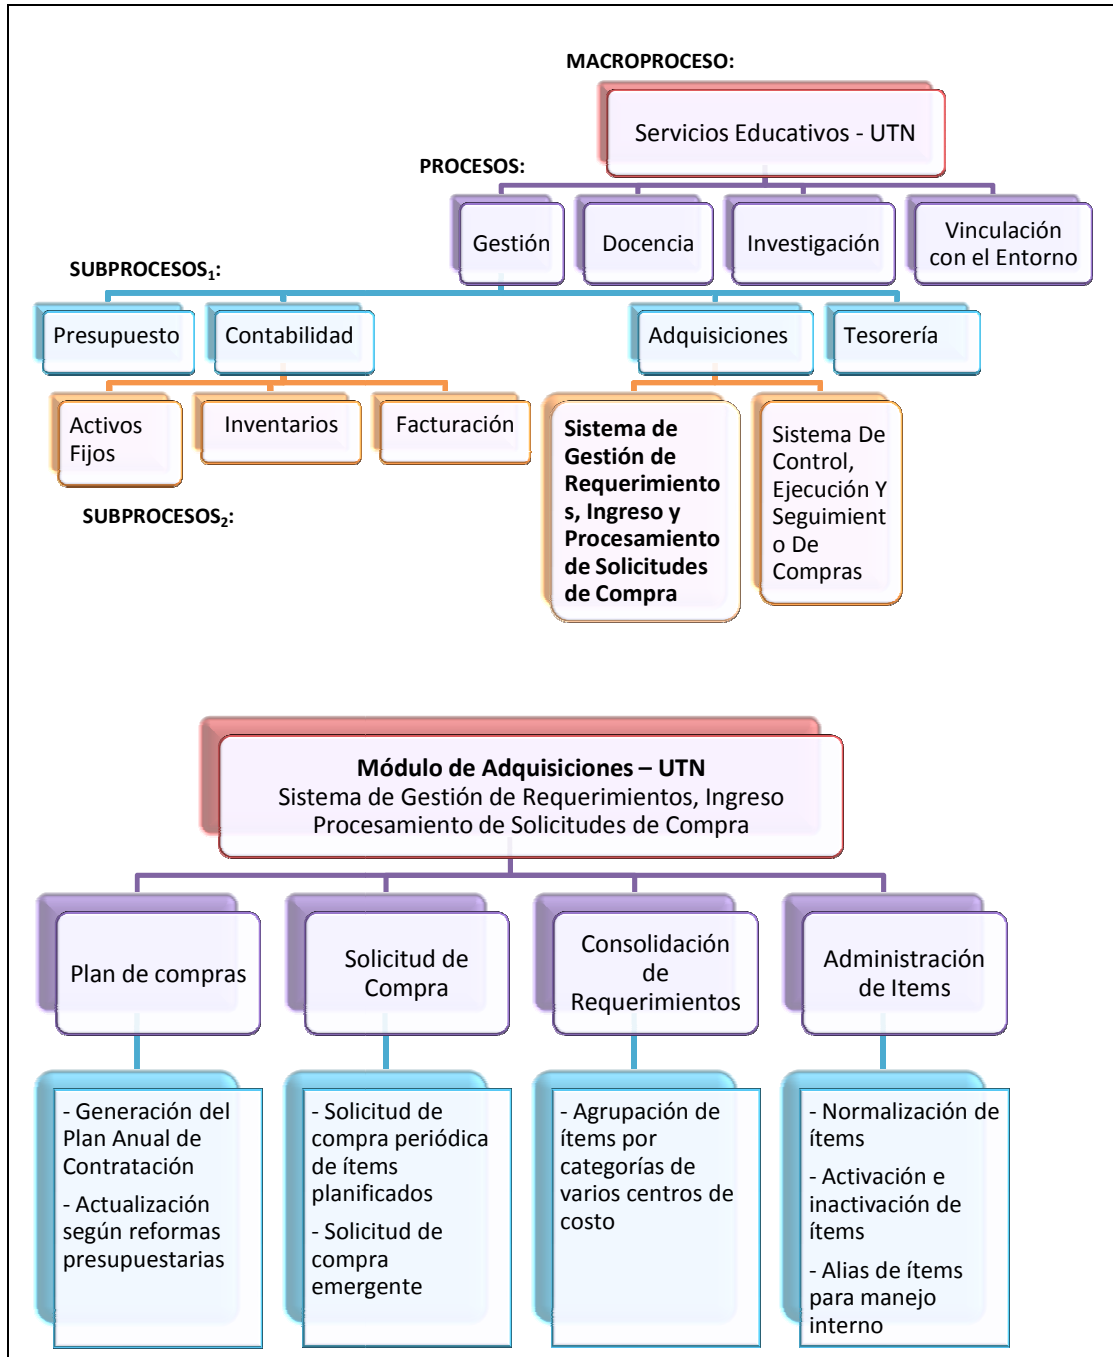 MACROPROCESO:
Servicios Educativos - UTN
PROCESOS:
Gestión
Docencia
Investigación
Vinculación
con el Entorno
SUBPROCESOS₁:
Presupuesto
Contabilidad
Adquisiciones
Tesorería
Activos
Fijos
Inventarios
Facturación
Sistema de
Gestión de
Requerimiento
s, Ingreso y
Procesamiento
de Solicitudes
de Compra
Sistema De
Control,
Ejecución Y
Seguimient
o De
Compras
SUBPROCESOS₂:
Módulo de Adquisiciones – UTN
Sistema de Gestión de Requerimientos, Ingreso
Procesamiento de Solicitudes de Compra
Plan de compras
Solicitud de
Compra
Consolidación
de
Requerimientos
Administración
de Items
- Generación del
Plan Anual de
Contratación
- Actualización
según reformas
presupuestarias
- Solicitud de
compra periódica
de ítems
planificados
- Solicitud de
compra
emergente
- Agrupación de
ítems por
categorías de
varios centros de
costo
- Normalización de
ítems
- Activación e
inactivación de
ítems
- Alias de ítems
para manejo
interno